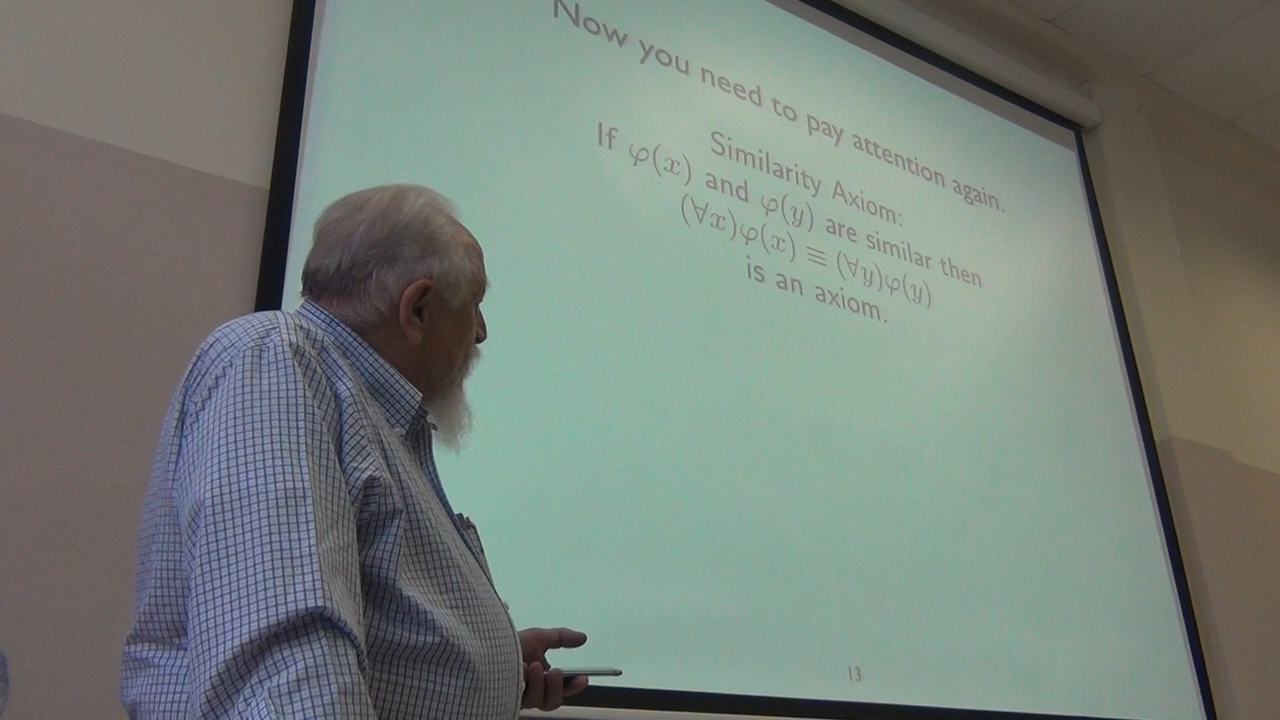 Now you need to pay attention again.
Similarity Axiom:
If φ(x) and φ(y) are similar then
(∀x)φ(x) ≡ (∀y)φ(y)
is an axiom.
13